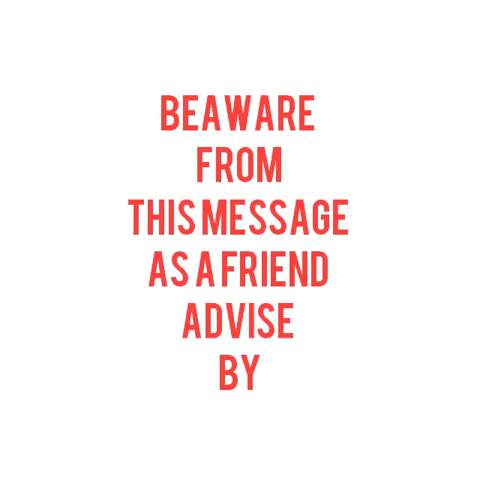 BEAWARE
FROM
THIS MESSAGE
AS A FRIEND
ADVISE
BY